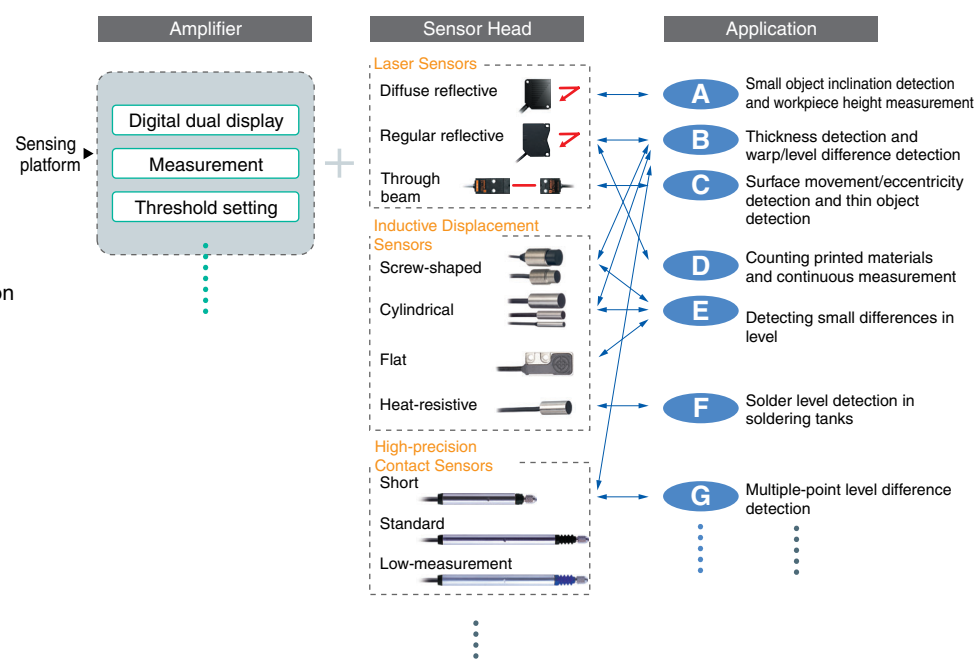 Amplifier
Sensor Head
Application
Sensing
platform
Digital dual display
Measurement
Threshold setting
on
+
Laser Sensors
Diffuse reflective
Regular reflective
Through
beam
Inductive Displacement
Sensors
Screw-shaped
Cylindrical
Flat
Heat-resistive
High-precision
Contact Sensors
Short
Standard
Low-measurement
A
Small object inclination detection
and workpiece height measurement
B
Thickness detection and
warp/level difference detection
C
Surface movement/eccentricity
detection and thin object
detection
D
Counting printed materials
and continuous measurement
E
Detecting small differences in
level
F
Solder level detection in
soldering tanks
G
Multiple-point level difference
detection